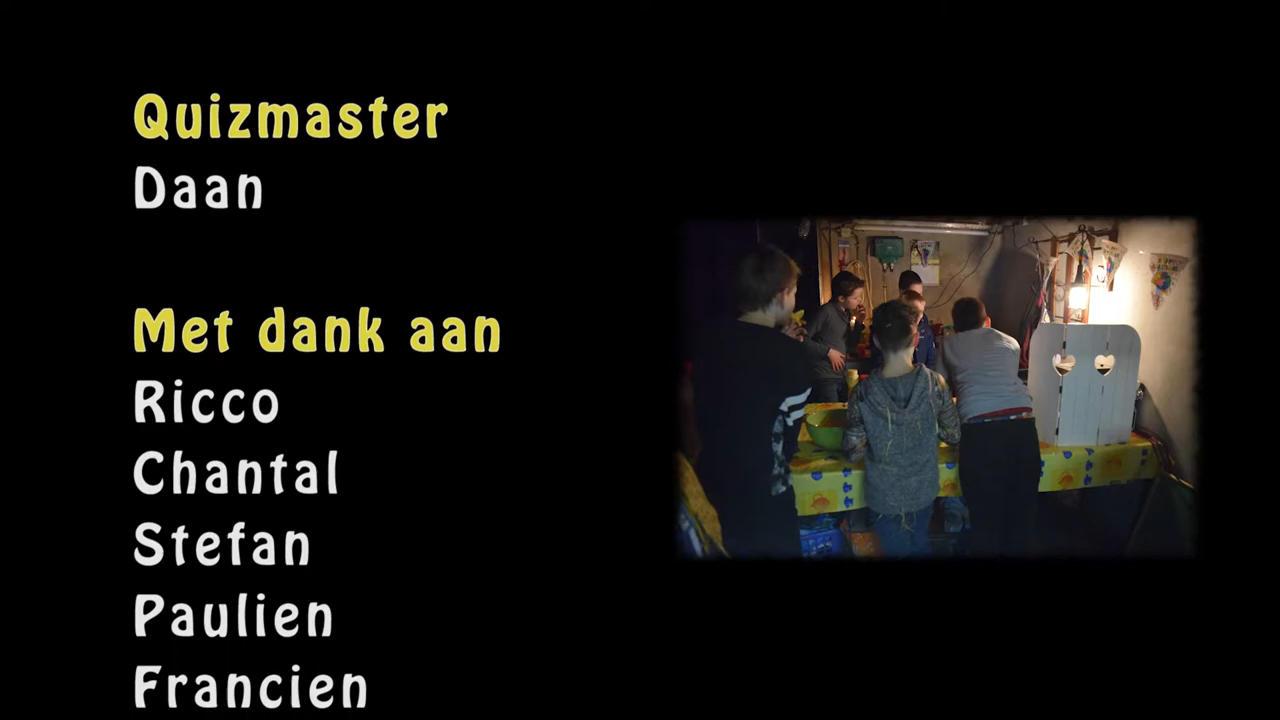 Quizmaster
Daan
Met dank aan
Ricco
Chantal
Stefan
Paulien
Francien